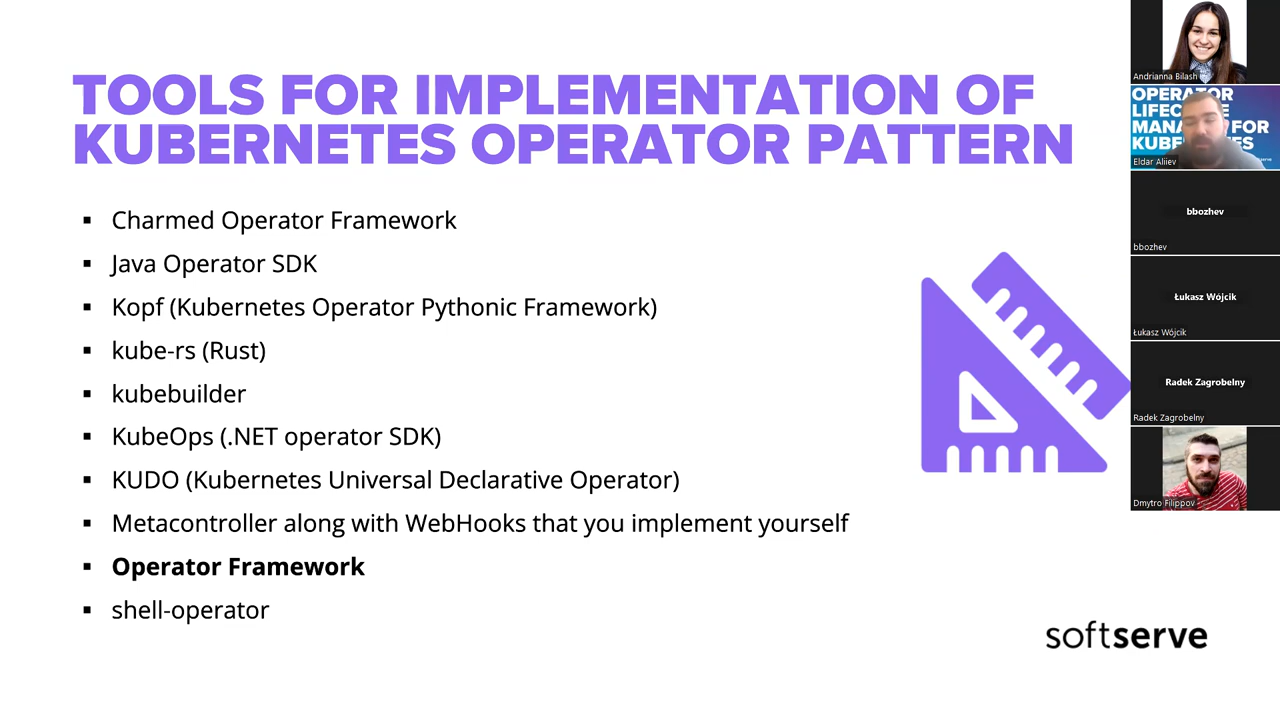 TOOLS FOR IMPLEMENTATION OF
KUBERNETES OPERATOR PATTERN
▪ Charmed Operator Framework
▪ Java Operator SDK
▪ Kopf (Kubernetes Operator Pythonic Framework)
▪ kube-rs (Rust)
▪ kubebuilder
▪ KubeOps (.NET operator SDK)
▪ KUDO (Kubernetes Universal Declarative Operator)
▪ Metacontroller along with WebHooks that you implement yourself
▪ Operator Framework
▪ shell-operator
softserve
Andrianna Bilash
OPERATOR
FOR
Eldar Aliiev
bbozhev
bbozhev
Łukasz Wójcik
Łukasz Wójcik
Radek Zagrobelny
Radek Zagrobelny
Dmytro Filippov